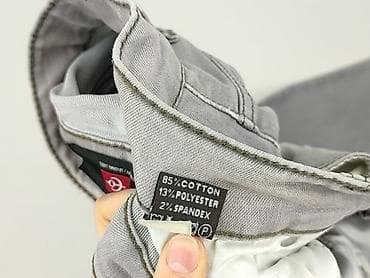 85% COTTON
13% POLYESTER
2% SPANDEX
P